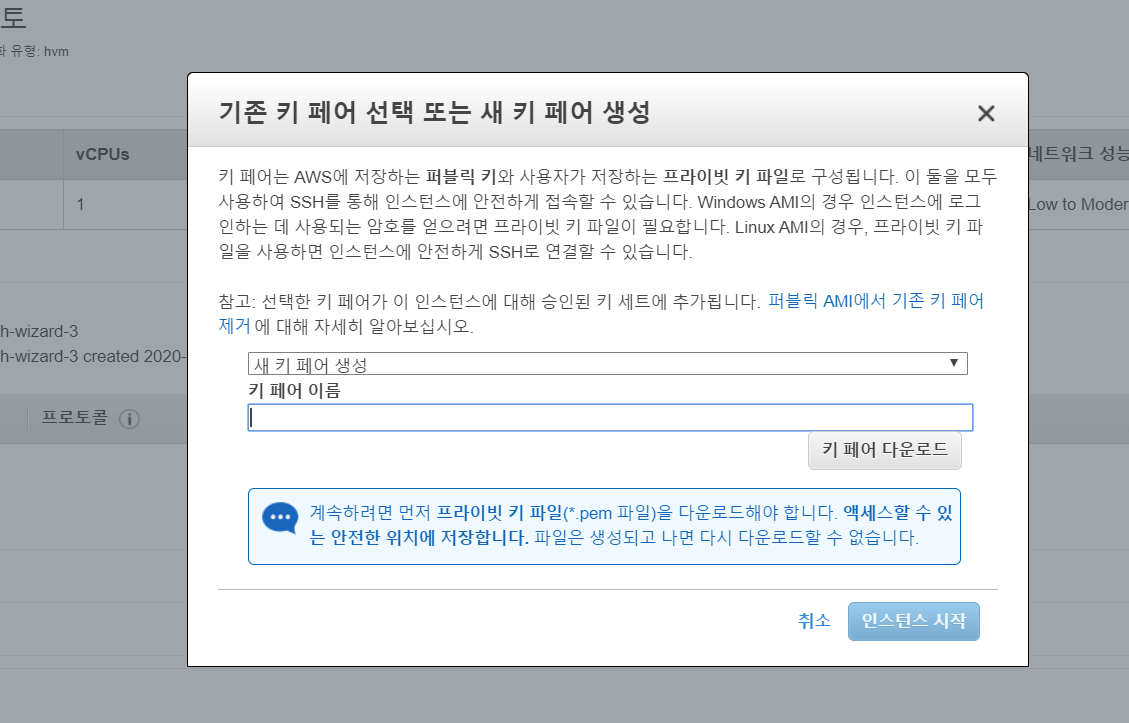 토
화 유형: hvm
기존 키 페어 선택 또는 새 키 페어 생성
vCPUs
네트워크 성능
1
Low to Moder
키 페어는 AWS에 저장하는 퍼블릭 키와 사용자가 저장하는 프라이빗 키 파일로 구성됩니다. 이 둘을 모두
사용하여 SSH를 통해 인스턴스에 안전하게 접속할 수 있습니다. Windows AMI의 경우 인스턴스에 로그
인하는 데 사용되는 암호를 얻으려면 프라이빗 키 파일이 필요합니다. Linux AMI의 경우, 프라이빗 키 파
일을 사용하면 인스턴스에 안전하게 SSH로 연결할 수 있습니다.
참고: 선택한 키 페어가 이 인스턴스에 대해 승인된 키 세트에 추가됩니다. 퍼블릭 AMI에서 기존 키 페어
제거에 대해 자세히 알아보십시오.
h-wizard-3
h-wizard-3 created 2020-
새 키 페어 생성
키 페어 이름
프로토콜
키 페어 다운로드
계속하려면 먼저 프라이빗 키 파일(*.pem 파일)을 다운로드해야 합니다. 액세스할 수 있
는 안전한 위치에 저장합니다. 파일은 생성되고 나면 다시 다운로드할 수 없습니다.
취소
인스턴스 시작